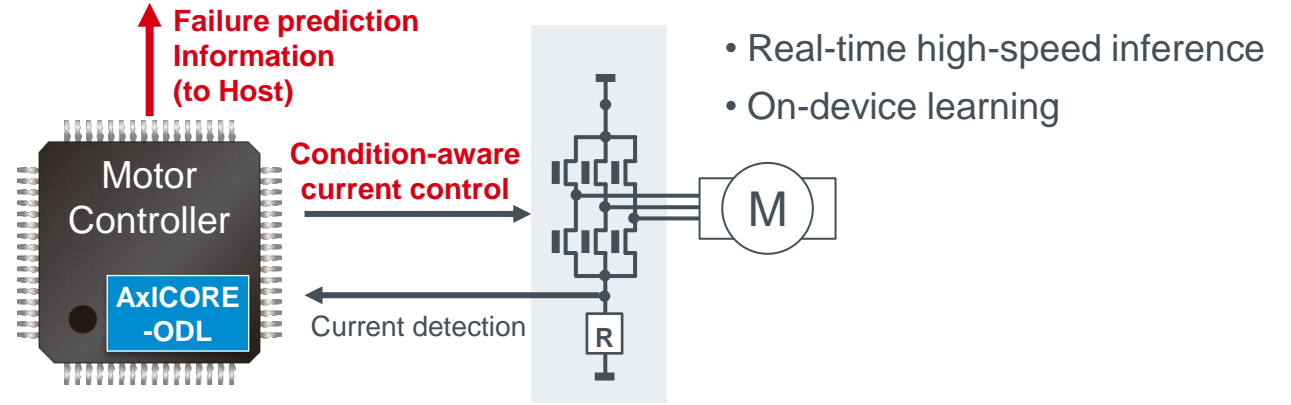 Failure prediction
Information
(to Host)
Motor
Controller
AxICORE
-ODL
Condition-aware
current control
Current detection
R
M
• Real-time high-speed inference
• On-device learning